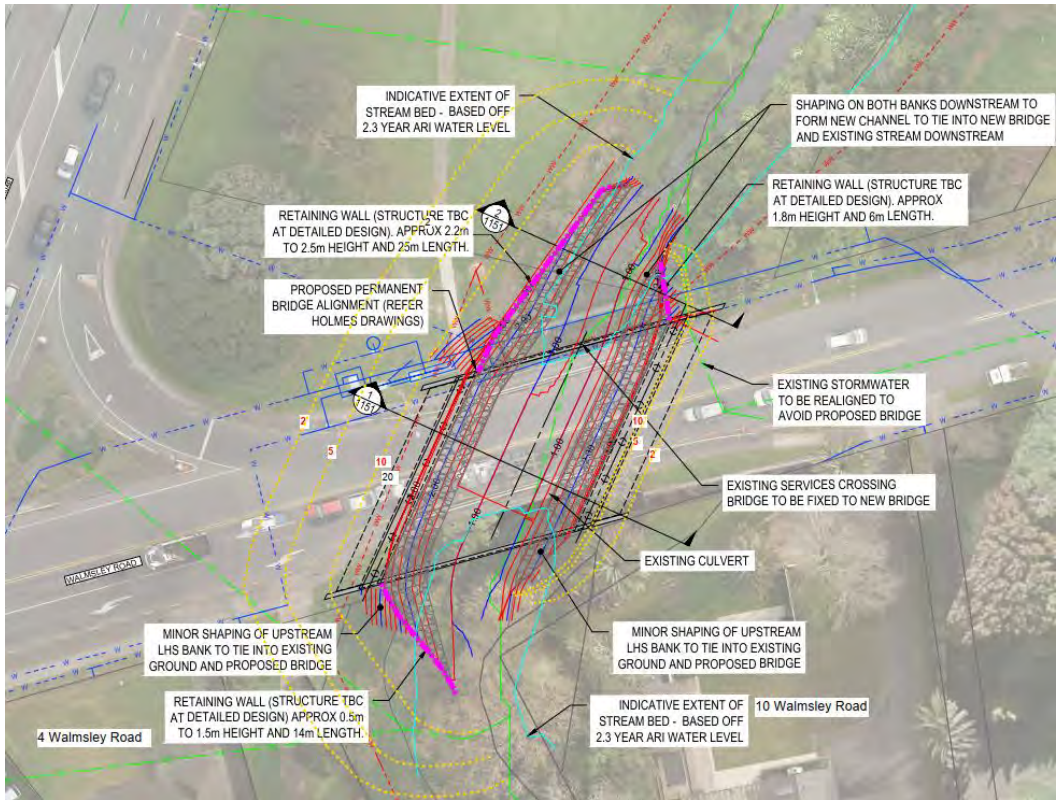 INDICATIVE EXTENT OF
STREAM BED - BASED OFF
2.3 YEAR ARI WATER LEVEL
SHAPING ON BOTH BANKS DOWNSTREAM TO
FORM NEW CHANNEL TO TIE INTO NEW BRIDGE
AND EXISTING STREAM DOWNSTREAM
RETAINING WALL (STRUCTURE TBC
AT DETAILED DESIGN). APPROX
1.8m HEIGHT AND 6m LENGTH.
RETAINING WALL (STRUCTURE TBC
AT DETAILED DESIGN). APPROX 2.2m
TO 2.5m HEIGHT AND 25m LENGTH.
2
1151
PROPOSED PERMANENT
BRIDGE ALIGNMENT (REFER
HOLMES DRAWINGS)
1
1151
EXISTING STORMWATER
TO BE REALIGNED TO
AVOID PROPOSED BRIDGE
2
5
10
20
10
2
EXISTING SERVICES CROSSING
BRIDGE TO BE FIXED TO NEW BRIDGE
EXISTING CULVERT
WALMSLEY ROAD
MINOR SHAPING OF UPSTREAM
LHS BANK TO TIE INTO EXISTING
GROUND AND PROPOSED BRIDGE
MINOR SHAPING OF UPSTREAM
LHS BANK TO TIE INTO EXISTING
GROUND AND PROPOSED BRIDGE
RETAINING WALL (STRUCTURE TBC
AT DETAILED DESIGN) APPROX 0.5m
TO 1.5m HEIGHT AND 14m LENGTH.
INDICATIVE EXTENT OF
STREAM BED - BASED OFF
2.3 YEAR ARI WATER LEVEL
10 Walmsley Road
4 Walmsley Road